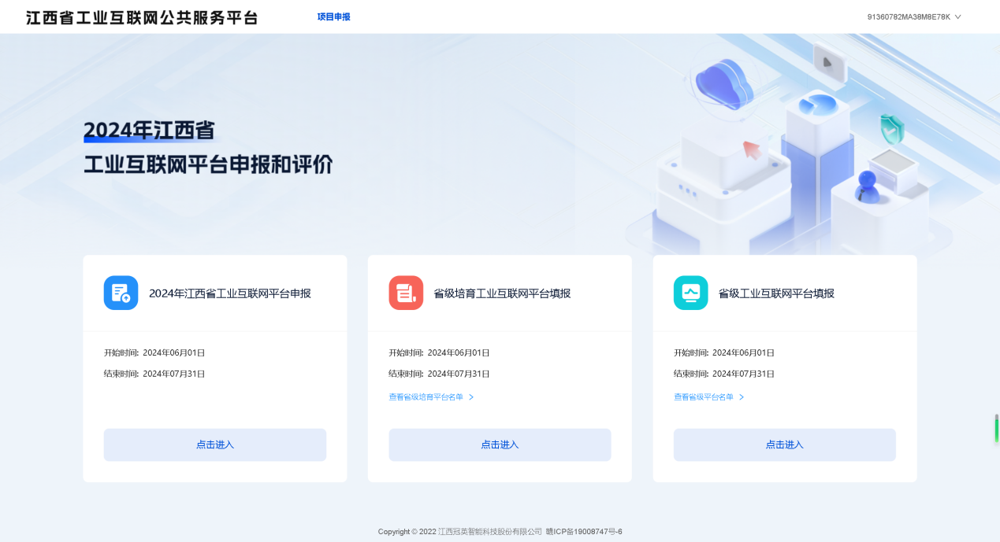 江西省工业互联网公共服务平台
项目申报
91360782MA38M8E78K
2024年江西省
工业互联网平台申报和评价
2024年江西省工业互联网平台申报
开始时间: 2024年06月01日
结束时间: 2024年07月31日
点击进入
省级培育工业互联网平台填报
开始时间: 2024年06月01日
结束时间: 2024年07月31日
查看省级培育平台名单 >
点击进入
省级工业互联网平台填报
开始时间: 2024年06月01日
结束时间: 2024年07月31日
查看省级平台名单 >
点击进入
Copyright © 2022 江西冠英智能科技股份有限公司 赣ICP备19008747号-6